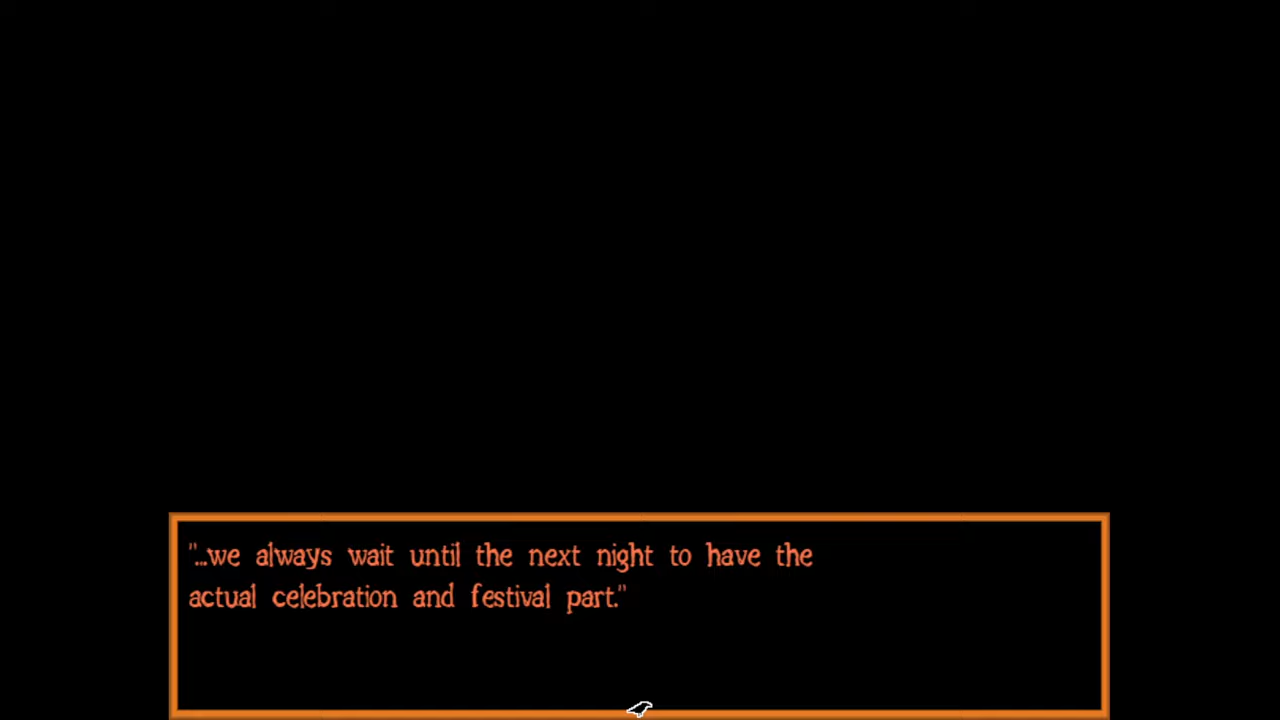 "...we always wait until the next night to have the
actual celebration and festival part."